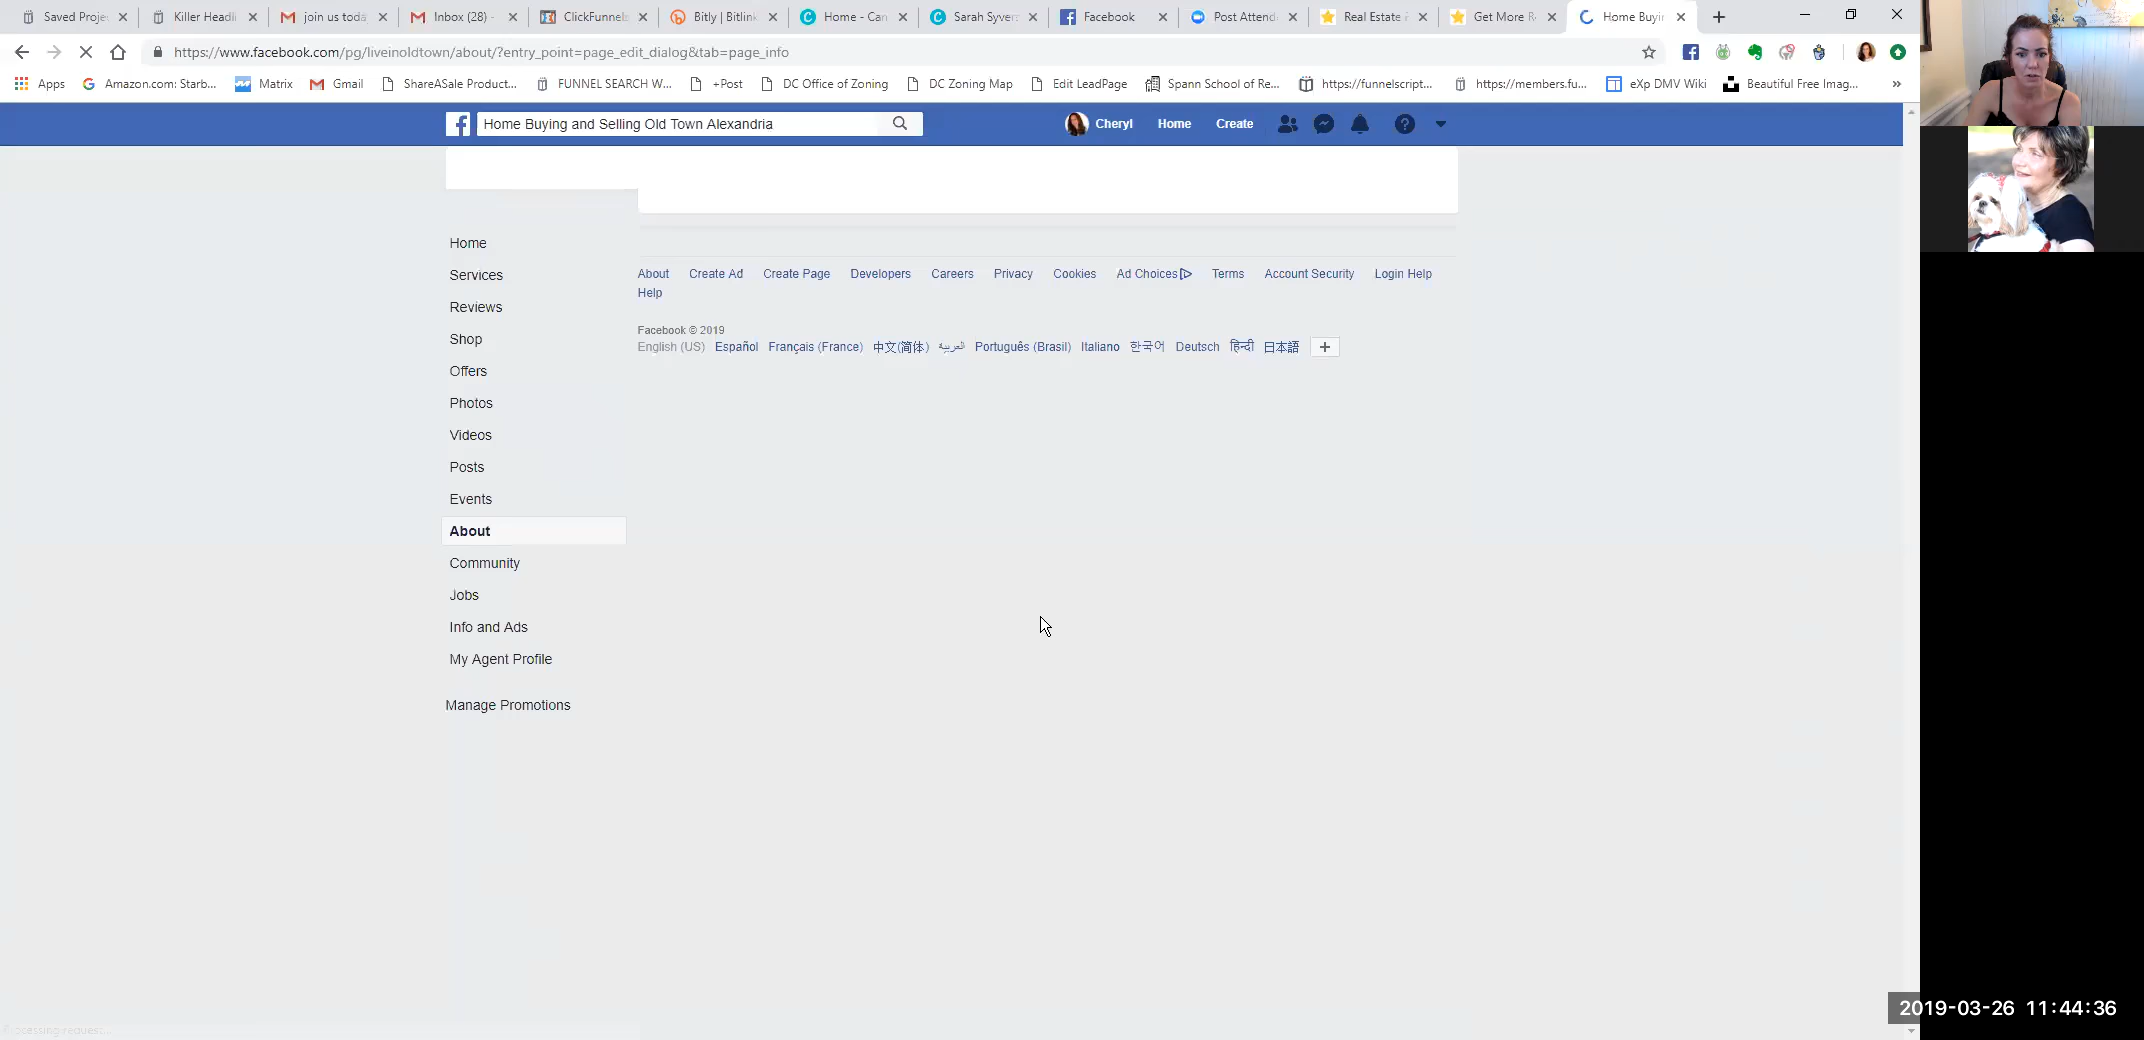 Saved Proje
Killer Headli
join us toda
Inbox (28) -
ClickFunnels
Bitly | Bitlink
Home - Can
Sarah Syver
Facebook
Post Attend
Real Estate
Get More R
Home Buyin
https://www.facebook.com/pg/liveinoldtown/about/?entry_point=page_edit_dialog&tab=page_info
Apps
Amazon.com: Starb...
Matrix
Gmail
ShareASale Product...
FUNNEL SEARCH W...
+Post
DC Office of Zoning
DC Zoning Map
Edit LeadPage
Spann School of Re...
https://funnelscript...
https://members.fu...
eXp DMV Wiki
Beautiful Free Imag...
»
Home Buying and Selling Old Town Alexandria
Cheryl
Home
Create
Home
Services
Reviews
Shop
Offers
Photos
Videos
Posts
Events
About
Community
Jobs
Info and Ads
My Agent Profile
Manage Promotions
About Create Ad Create Page Developers Careers Privacy Cookies Ad Choices Terms Account Security Login Help
Help
Facebook © 2019
English (US) Español Français (France) 中文(简体) العربية Português (Brasil) Italiano 한국어 Deutsch हिन्दी 日本語
2019-03-26 11:44:36